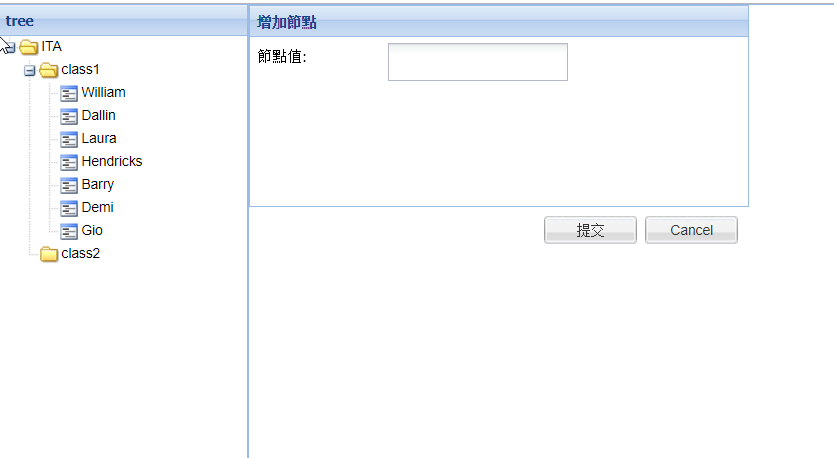 tree
ITA
class1
William
Dallin
Laura
Hendricks
Barry
Demi
Gio
class2
增加節點
節點值:
提交
Cancel